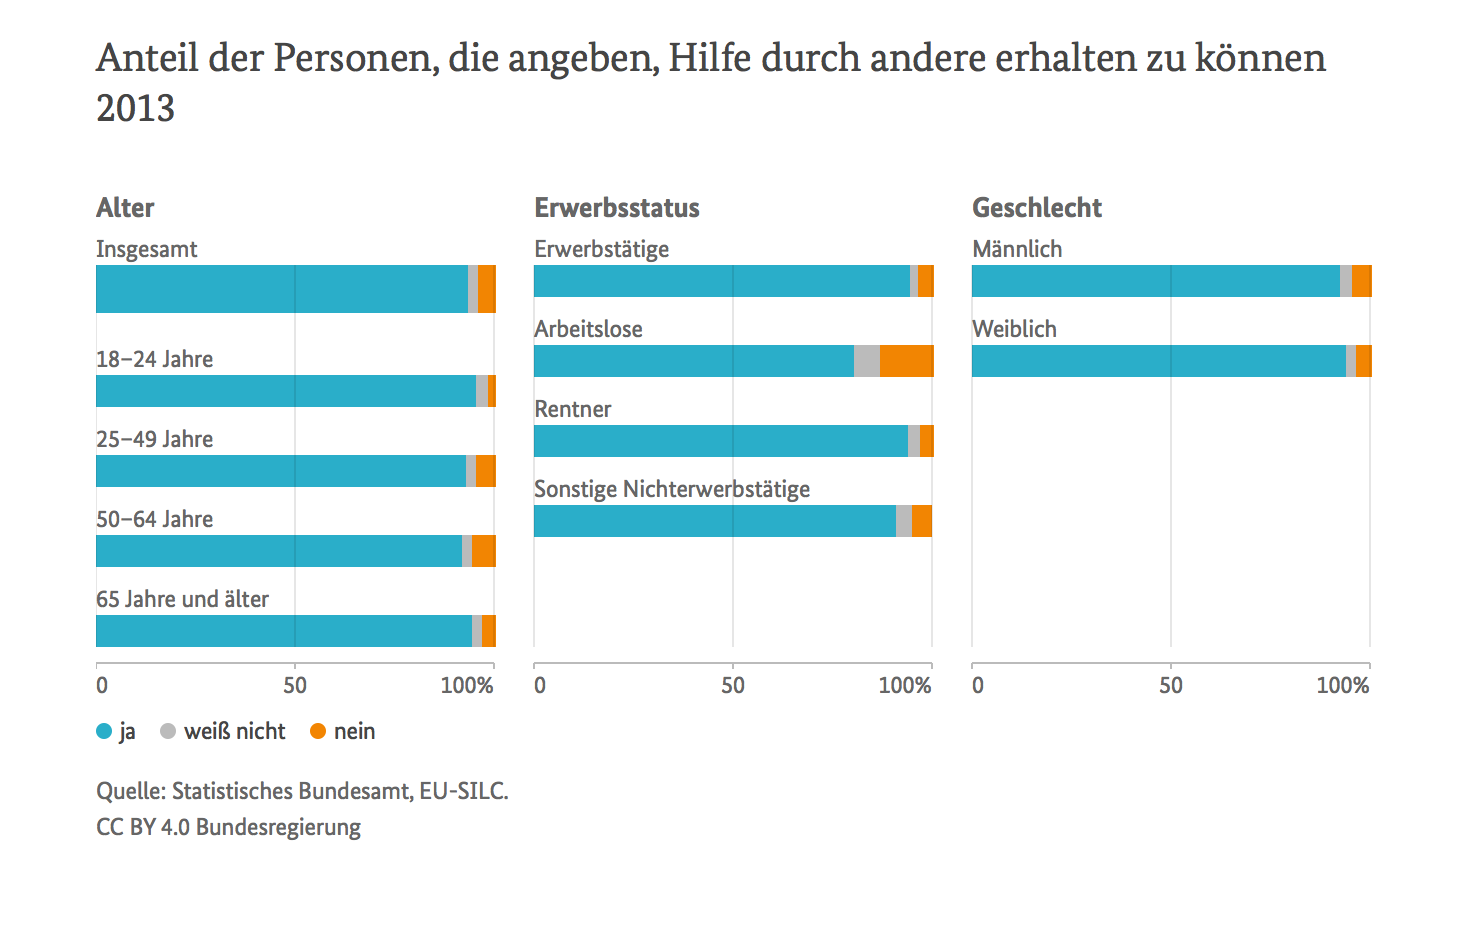 Anteil der Personen, die angeben, Hilfe durch andere erhalten zu können
2013
Alter
Insgesamt
18–24 Jahre
25–49 Jahre
50–64 Jahre
65 Jahre und älter
0 50 100%
Erwerbsstatus
Erwerbstätige
Arbeitslose
Rentner
Sonstige Nichterwerbstätige
0 50 100%
Geschlecht
Männlich
Weiblich
0 50 100%
ja weiß nicht nein
Quelle: Statistisches Bundesamt, EU-SILC.
CC BY 4.0 Bundesregierung